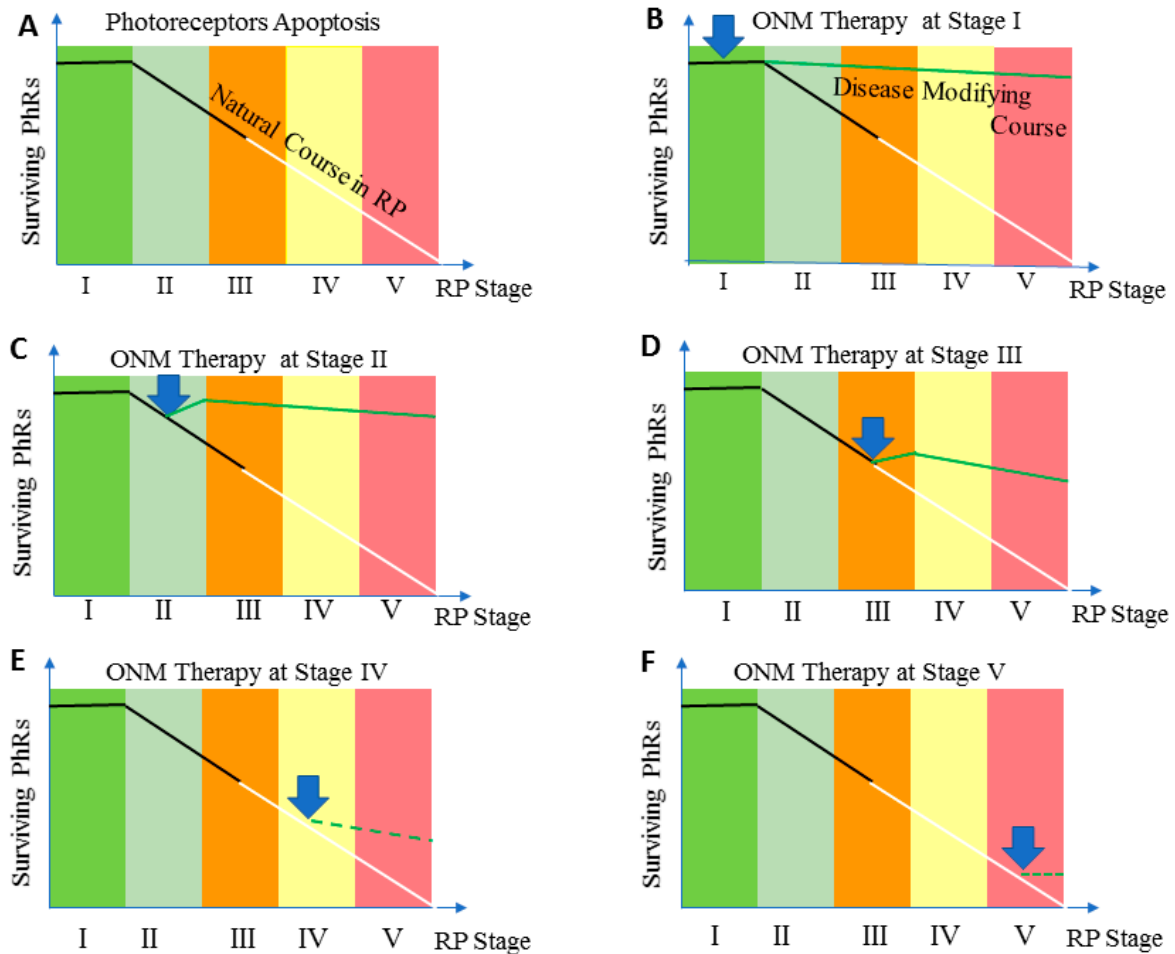 A
Photoreceptors Apoptosis
Surviving PhRs
Natural Course in RP
I II III IV V RP Stage
B
ONM Therapy at Stage I
Surviving PhRs
Disease Modifying
Course
I II III IV V RP Stage
C
ONM Therapy at Stage II
Surviving PhRs
I II III IV V RP Stage
D
ONM Therapy at Stage III
Surviving PhRs
I II III IV V RP Stage
E
ONM Therapy at Stage IV
Surviving PhRs
I II III IV V RP Stage
F
ONM Therapy at Stage V
Surviving PhRs
I II III IV V RP Stage